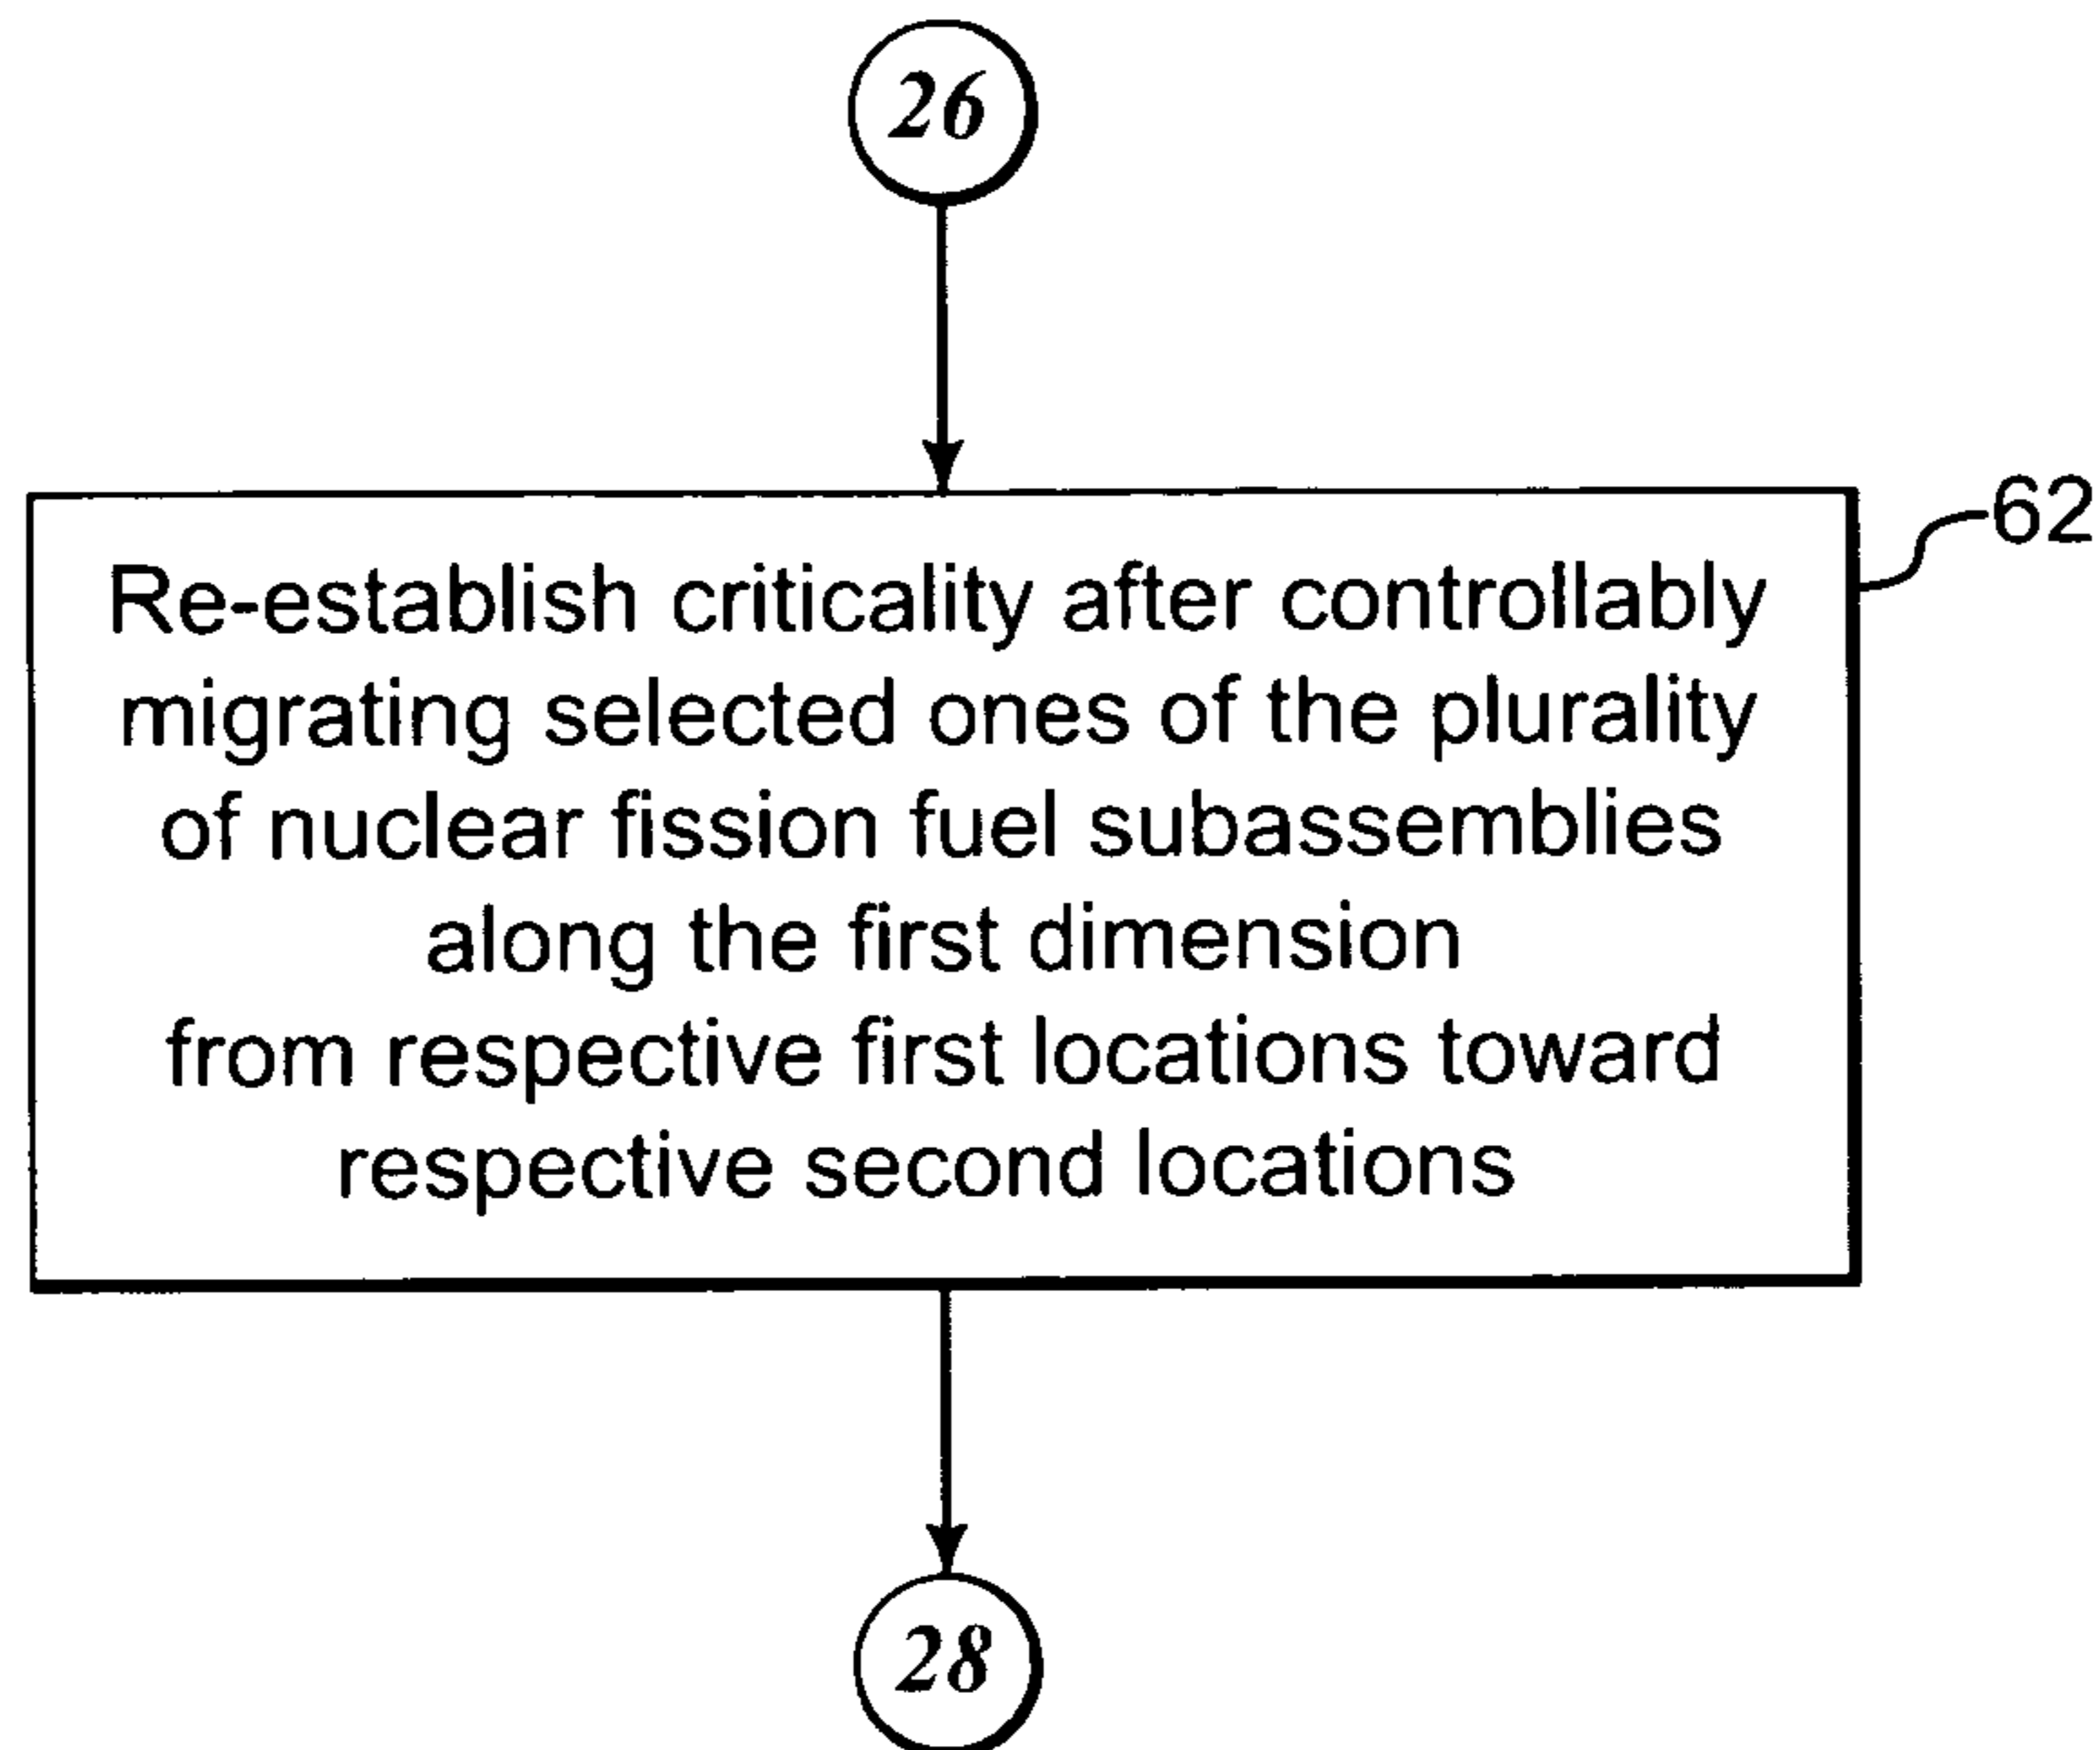 26
62
Re-establish criticality after controllably
migrating selected ones of the plurality
of nuclear fission fuel subassemblies
along the first dimension
from respective first locations toward
respective second locations
28